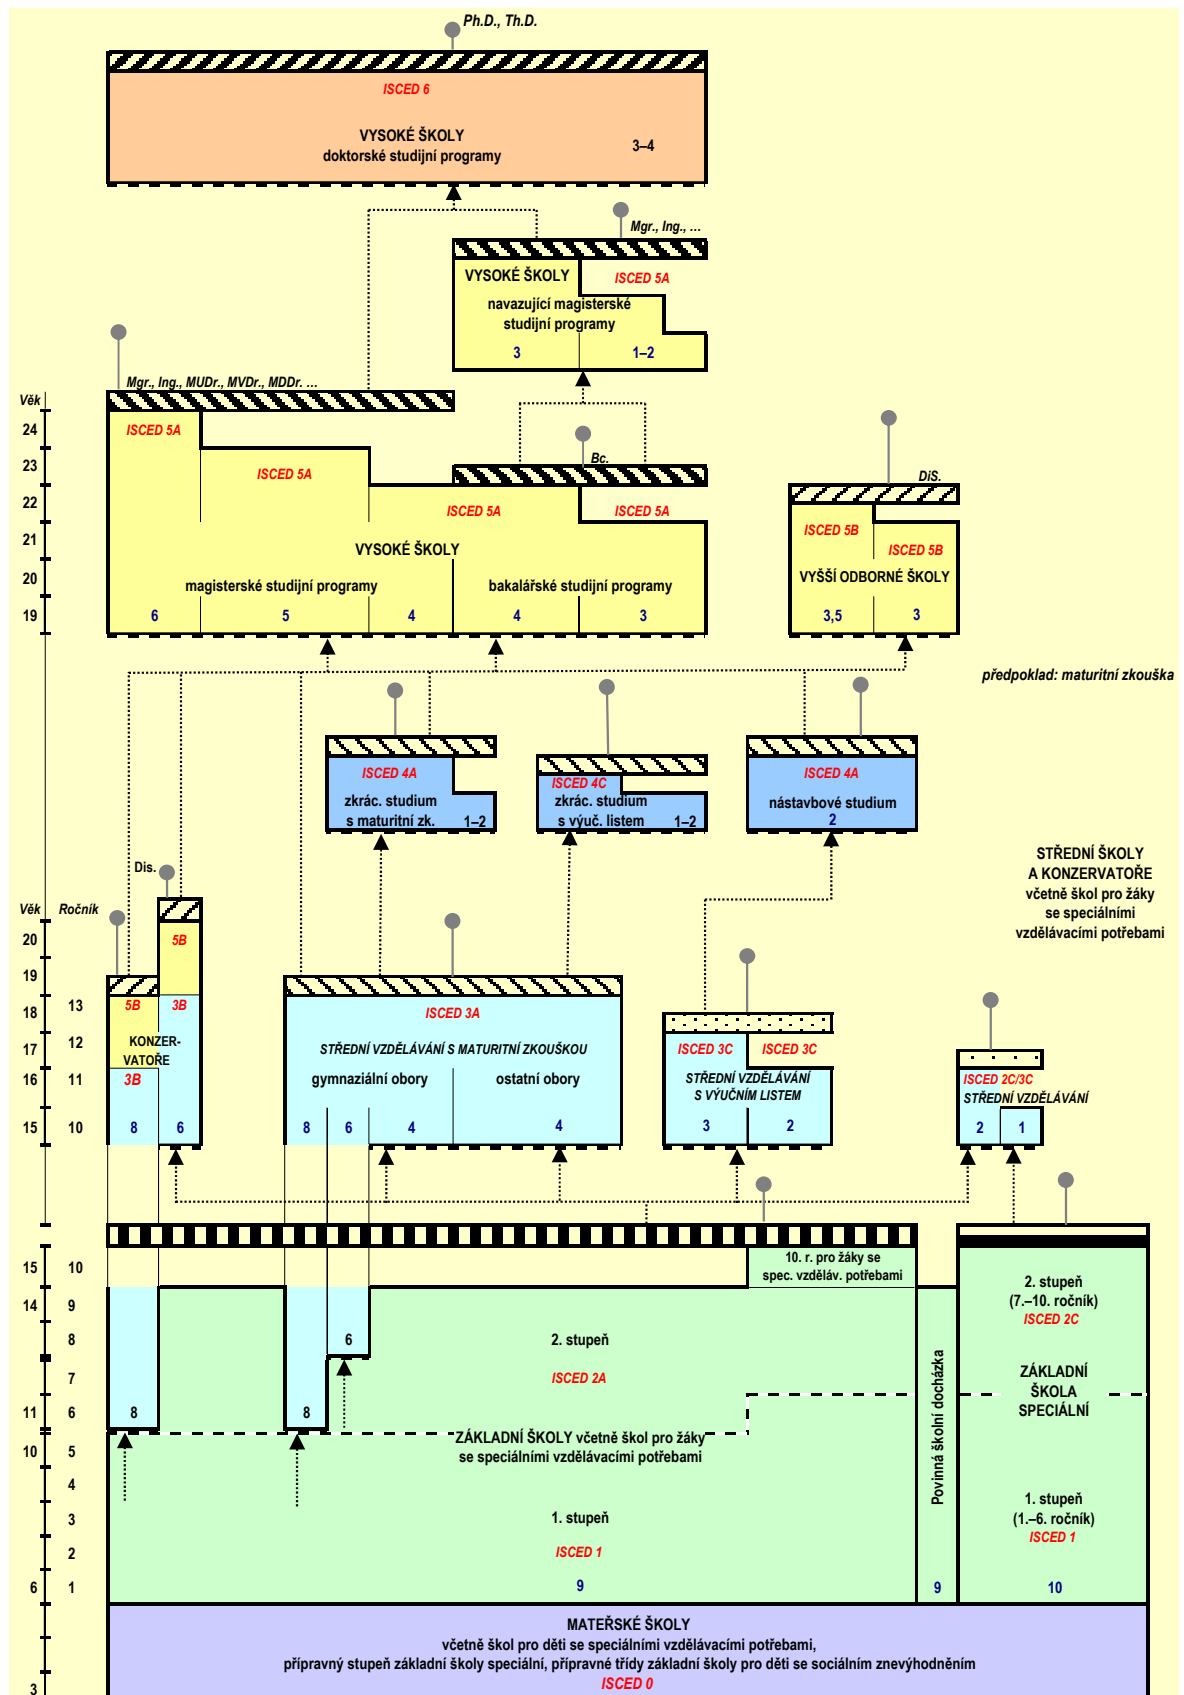 Ph.D., Th.D.
ISCED 6
VYSOKÉ ŠKOLY
doktorské studijní programy
3–4
Mgr., Ing., ...
VYSOKÉ ŠKOLY
ISCED 5A
navazující magisterské
studijní programy
3
1–2
Mgr., Ing., MUDr., MVDr., MDDr. ...
Věk
24
ISCED 5A
23
ISCED 5A
Bc.
22
ISCED 5A
ISCED 5A
DiS.
21
VYSOKÉ ŠKOLY
ISCED 5B
ISCED 5B
20
magisterské studijní programy
bakalářské studijní programy
VYŠŠÍ ODBORNÉ ŠKOLY
19
6
5
4
4
3
3,5
3
předpoklad: maturitní zkouška
ISCED 4A
zkrác. studium
s maturitní zk.
1–2
ISCED 4C
zkrác. studium
s výuč. listem
1–2
ISCED 4A
nástavbové studium
2
STŘEDNÍ ŠKOLY
A KONZERVATOŘE
včetně škol pro žáky
se speciálními
vzdělávacími potřebami
Dis.
Věk
Ročník
20
5B
19
18
13
5B
3B
ISCED 3A
17
12
KONZER-
VATOŘE
STŘEDNÍ VZDĚLÁVÁNÍ S MATURITNÍ ZKOUŠKOU
ISCED 3C
ISCED 3C
16
11
3B
gymnaziální obory
ostatní obory
STŘEDNÍ VZDĚLÁVÁNÍ
S VÝUČNÍM LISTEM
ISCED 2C/3C
STŘEDNÍ VZDĚLÁVÁNÍ
15
10
8
6
8
6
4
4
3
2
2
1
15
10
10. r. pro žáky se
spec. vzděláv. potřebami
14
9
2. stupeň
(7.–10. ročník)
ISCED 2C
8
6
2. stupeň
7
ISCED 2A
ZÁKLADNÍ
ŠKOLA
SPECIÁLNÍ
11
6
8
8
Povinná školní docházka
10
5
ZÁKLADNÍ ŠKOLY včetně škol pro žáky
se speciálními vzdělávacími potřebami
4
3
1. stupeň
1. stupeň
(1.–6. ročník)
ISCED 1
2
ISCED 1
6
1
9
9
10
MATEŘSKÉ ŠKOLY
včetně škol pro děti se speciálními vzdělávacími potřebami,
přípravný stupeň základní školy speciální, přípravné třídy základní školy pro děti se sociálním znevýhodněním
ISCED 0
3